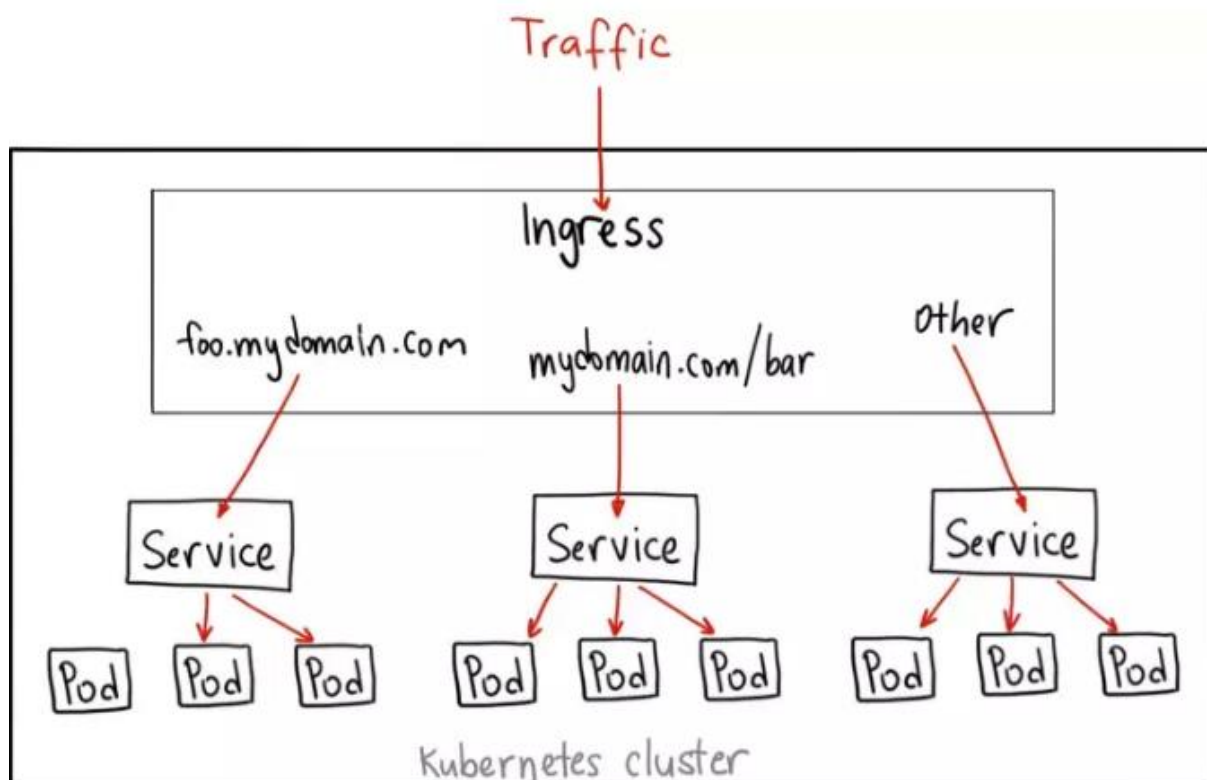 Traffic
Ingress
foo.mydomain.com
mydomain.com/bar
Other
Service
Service
Service
Pod
Pod
Pod
Pod
Pod
Pod
Pod
Pod
Pod
Kubernetes cluster